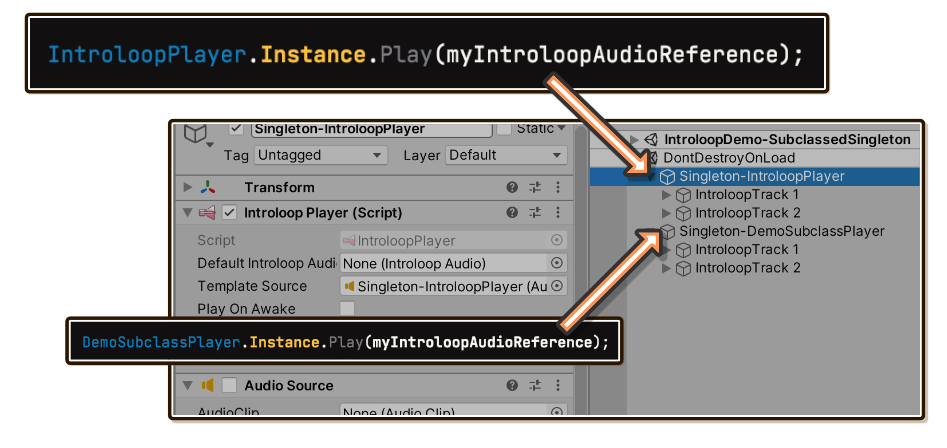 IntroloopPlayer.Instance.Play(myIntroloopAudioReference);
Singleton-IntroloopPlayer
Static
Tag Untagged Layer Default
Transform
Introloop Player (Script)
Script IntroloopPlayer
Default Introloop Audi None (Introloop Audio)
Template Source Singleton-IntroloopPlayer (Au
Play On Awake
DemoSubclassPlayer.Instance.Play(myIntroloopAudioReference);
Audio Source
AudioClip None (Audio Clip)
IntroloopDemo-SubclassedSingleton
DontDestroyOnLoad
Singleton-IntroloopPlayer
IntroloopTrack 1
IntroloopTrack 2
Singleton-DemoSubclassPlayer
IntroloopTrack 1
IntroloopTrack 2